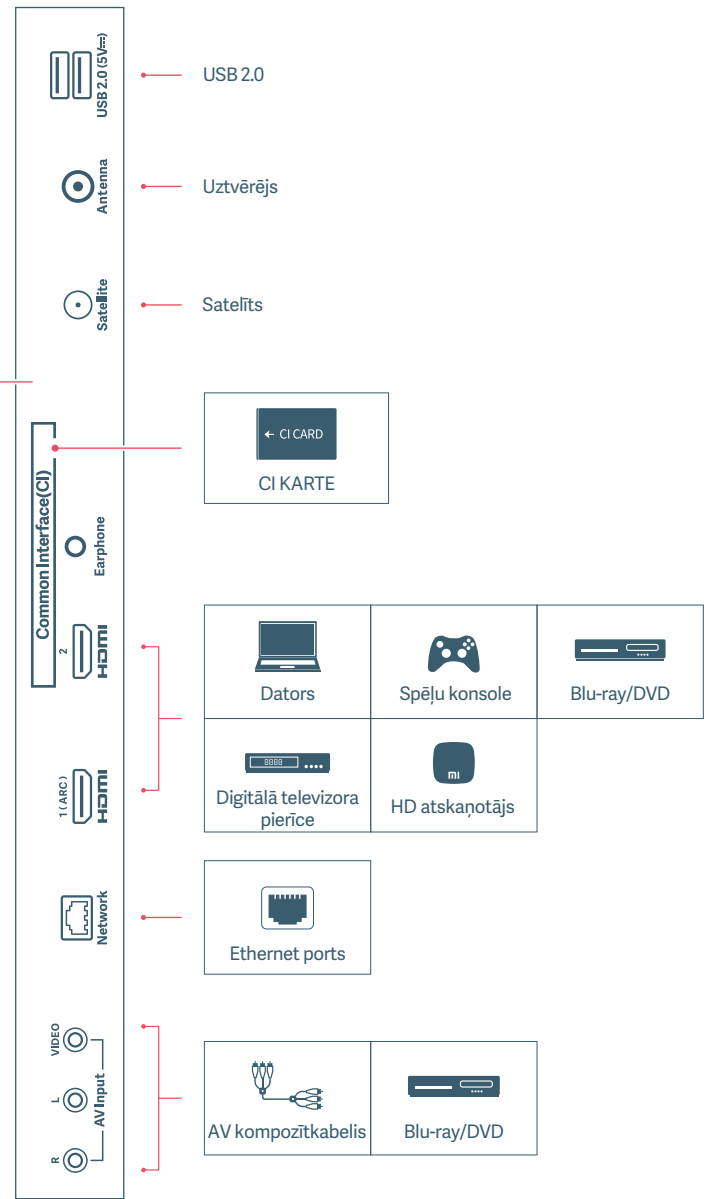 USB 2.0 (5V⎓)
USB 2.0
Antenna
Uztvērējs
Satellite
Satelīts
Common Interface(CI)
← CI CARD
CI KARTE
Earphone
2
HDMI
Dators
Spēļu konsole
Blu-ray/DVD
1 ( ARC )
HDMI
8888
Digitālā televizora
pierīce
mi
HD atskaņotājs
Network
Ethernet ports
VIDEO
L
R
AV Input
AV kompozītkabelis
Blu-ray/DVD